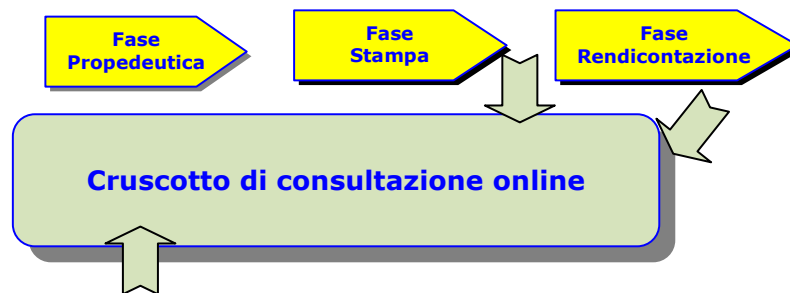 Fase
Propedeutica
Fase
Stampa
Fase
Rendicontazione
Cruscotto di consultazione online